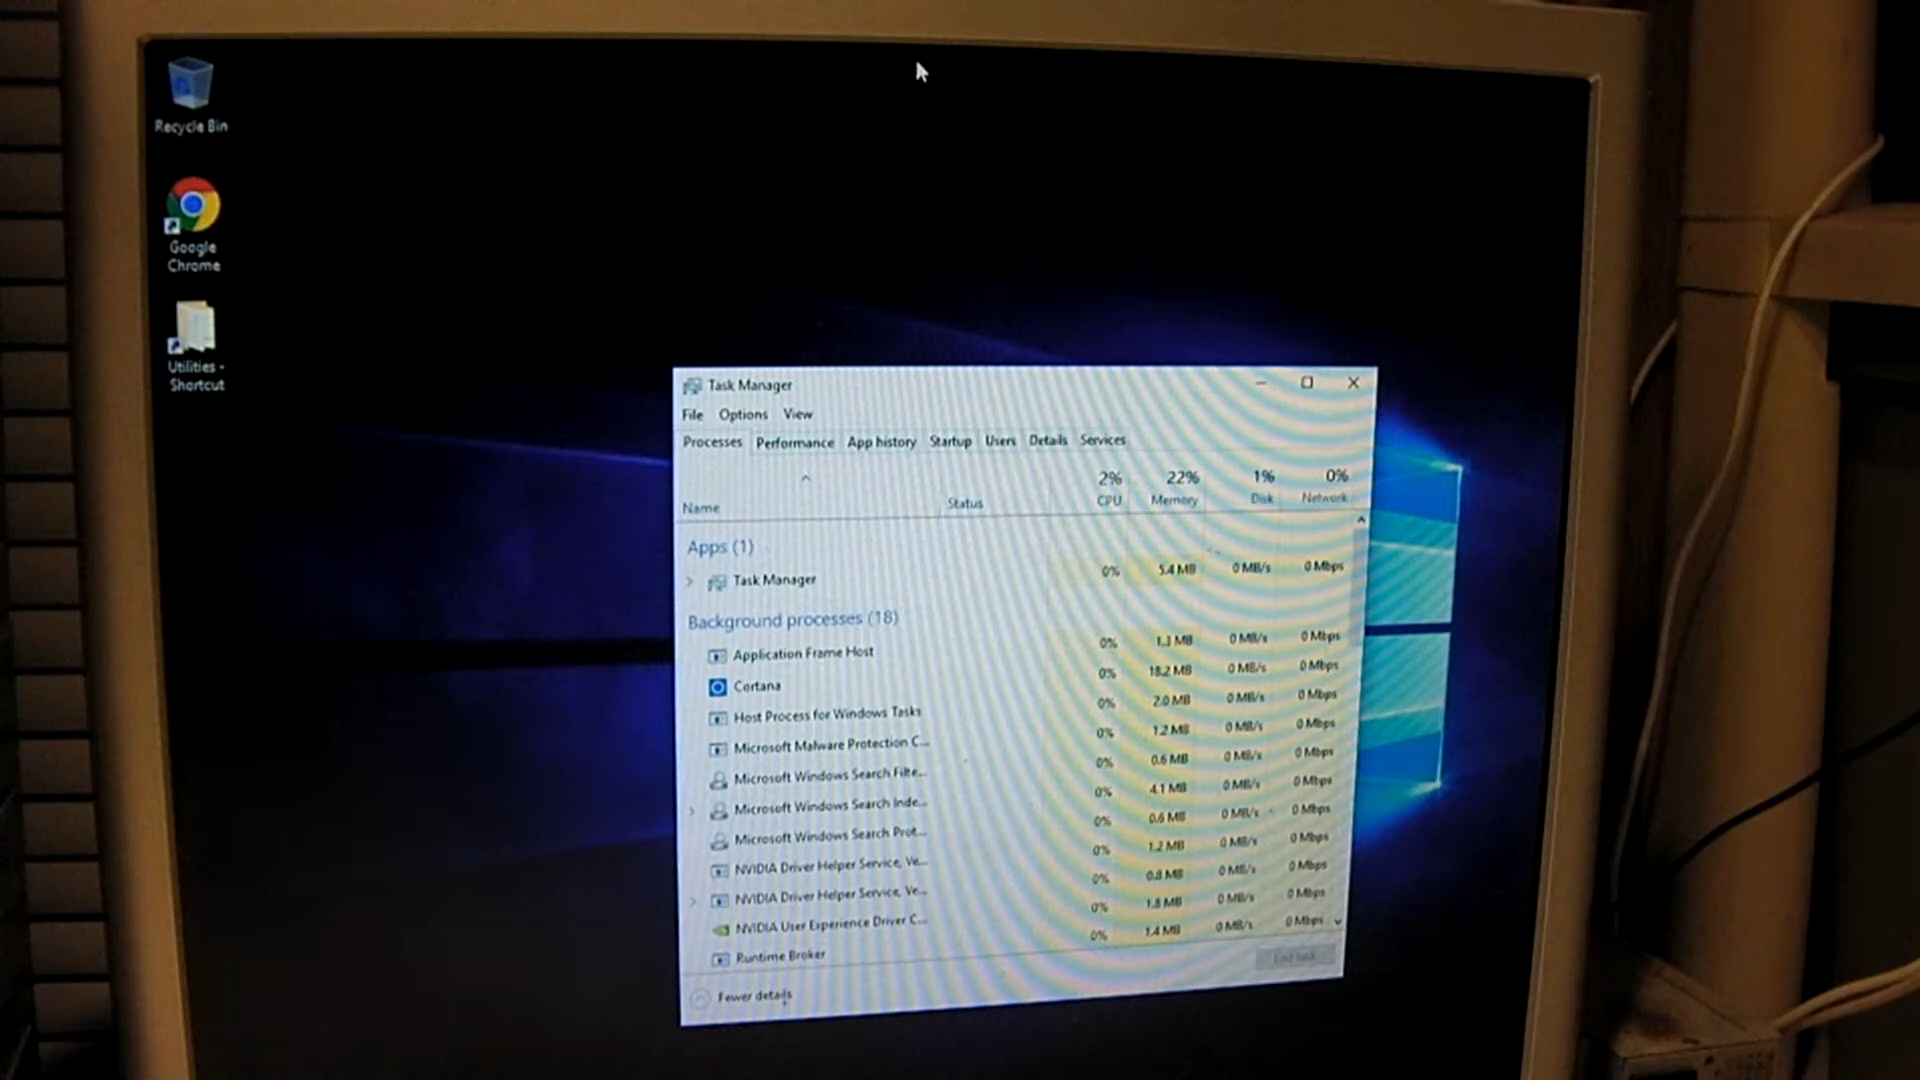 Recycle Bin
Google
Chrome
Utilities -
Shortcut
Task Manager
File Options View
Processes Performance App history Startup Users Details Services
2% 22% 1% 0%
Name Status CPU Memory Disk Network
Apps (1)
Task Manager 0% 5.4 MB 0 MB/s 0 Mbps
Background processes (18)
Application Frame Host 0% 1.3 MB 0 MB/s 0 Mbps
Cortana 0% 18.2 MB 0 MB/s 0 Mbps
Host Process for Windows Tasks 0% 2.0 MB 0 MB/s 0 Mbps
Microsoft Malware Protection C... 0% 1.2 MB 0 MB/s 0 Mbps
Microsoft Windows Search Filte... 0% 0.6 MB 0 MB/s 0 Mbps
Microsoft Windows Search Inde... 0% 4.1 MB 0 MB/s 0 Mbps
Microsoft Windows Search Prot... 0% 0.6 MB 0 MB/s 0 Mbps
NVIDIA Driver Helper Service, Ve... 0% 1.2 MB 0 MB/s 0 Mbps
NVIDIA Driver Helper Service, Ve... 0% 0.8 MB 0 MB/s 0 Mbps
NVIDIA User Experience Driver C... 0% 1.8 MB 0 MB/s 0 Mbps
Runtime Broker 0% 1.4 MB 0 MB/s 0 Mbps
Fewer details
End task